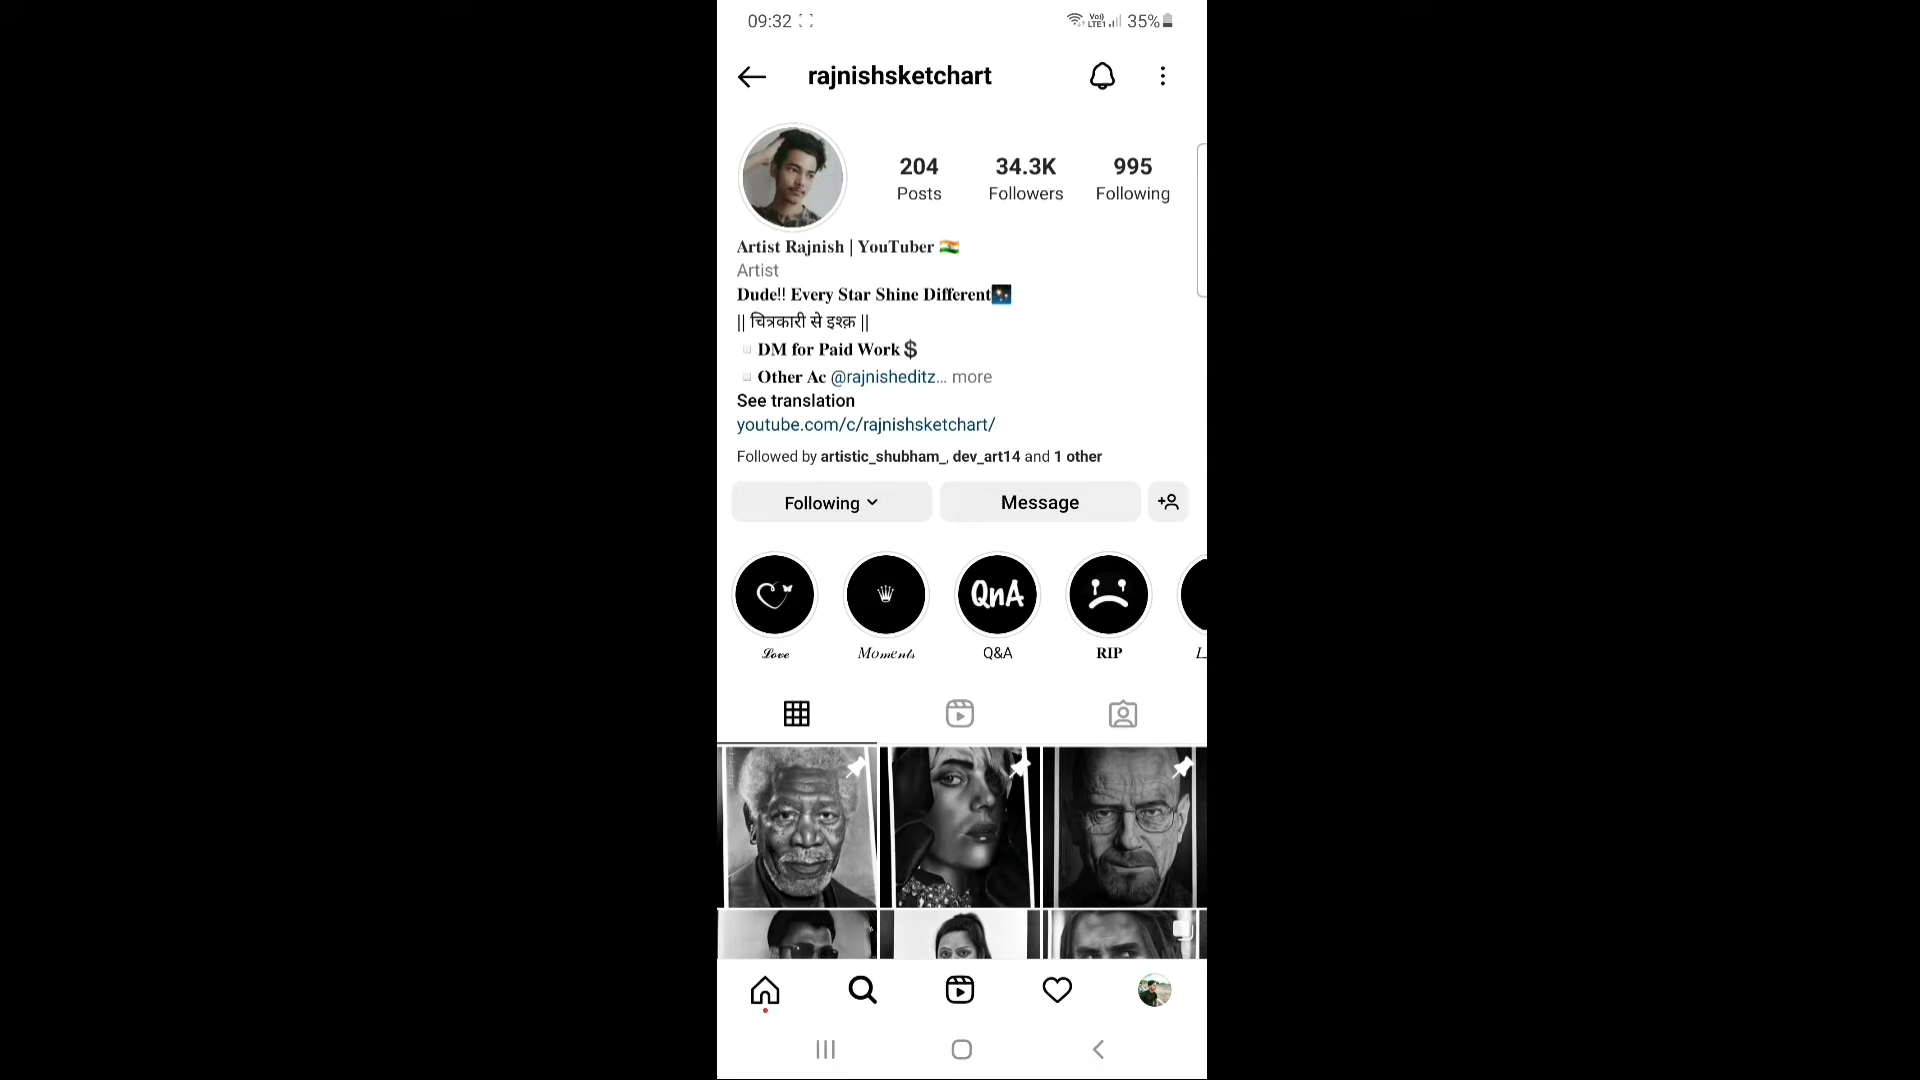 09:32
Vo)) LTE1 35%
rajnishsketchart
204 34.3K 995
Posts Followers Following
Artist Rajnish | YouTuber 🇮🇳
Artist
Dude!! Every Star Shine Different🎇
|| चित्रकारी से इश्क़ ||
▫️DM for Paid Work💲
▫️Other Ac @rajnisheditz... more
See translation
youtube.com/c/rajnishsketchart/
Followed by artistic_shubham_, dev_art14 and 1 other
Following Message
QnA
Love Moments Q&A RIP L